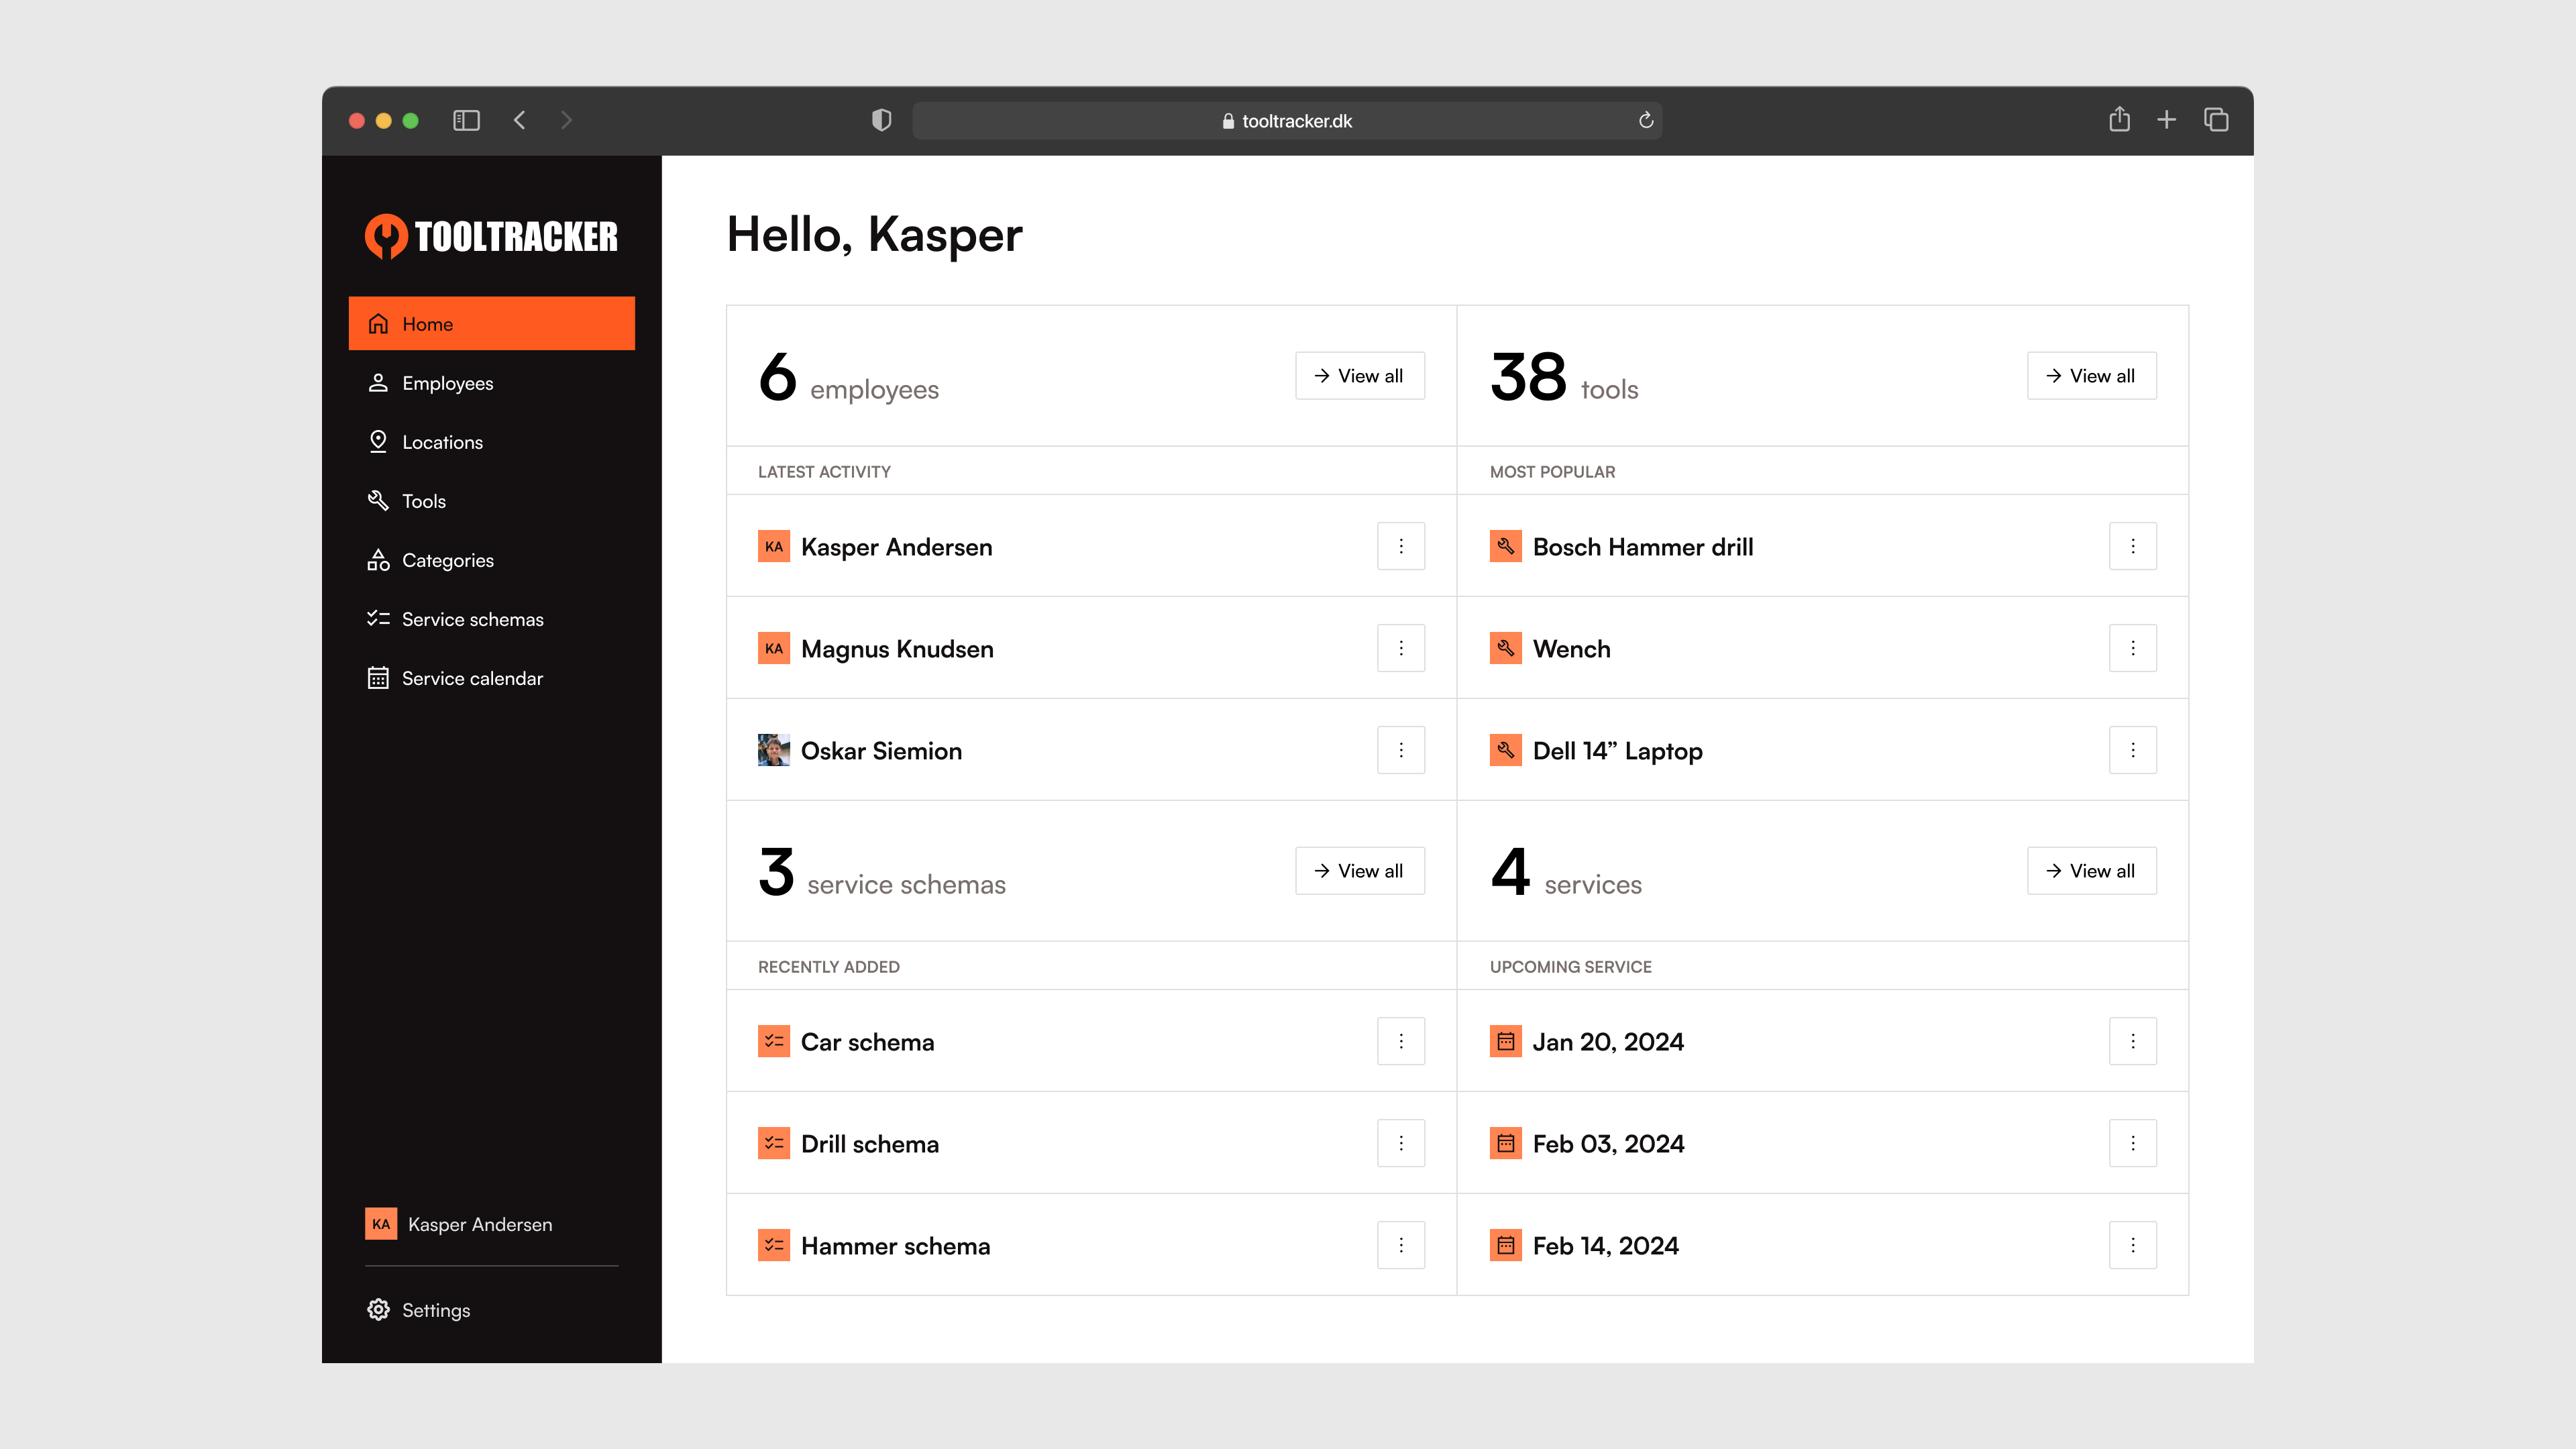 tooltracker.dk
TOOLTRACKER
Home
Employees
Locations
Tools
Categories
Service schemas
Service calendar
KA Kasper Andersen
Settings
Hello, Kasper
6 employees
→ View all
LATEST ACTIVITY
KA Kasper Andersen
KA Magnus Knudsen
Oskar Siemion
38 tools
→ View all
MOST POPULAR
Bosch Hammer drill
Wench
Dell 14” Laptop
3 service schemas
→ View all
RECENTLY ADDED
Car schema
Drill schema
Hammer schema
4 services
→ View all
UPCOMING SERVICE
Jan 20, 2024
Feb 03, 2024
Feb 14, 2024